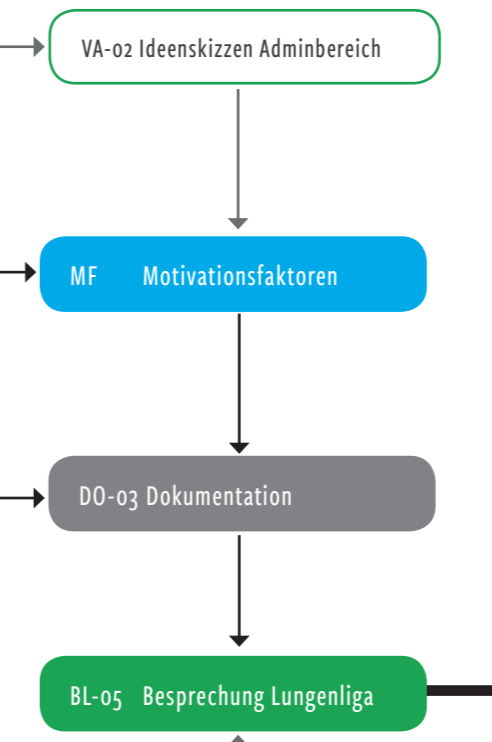 VA-02 Ideenskizzen Adminbereich
MF Motivationsfaktoren
DO-03 Dokumentation
BL-05 Besprechung Lungenliga